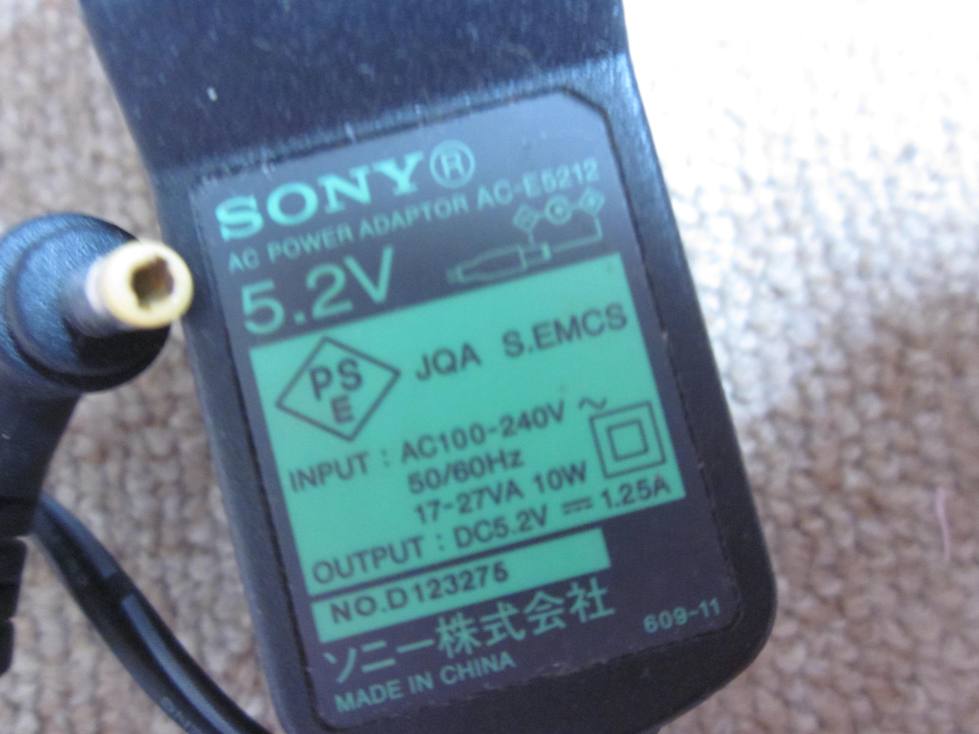 SONY®
AC POWER ADAPTOR AC-E5212
5.2V
PSE JQA S.EMCS
INPUT : AC100-240V ~
50/60Hz
17-27VA 10W
OUTPUT : DC5.2V ⎓ 1.25A
NO.D123275
ソニー株式会社
609-11
MADE IN CHINA